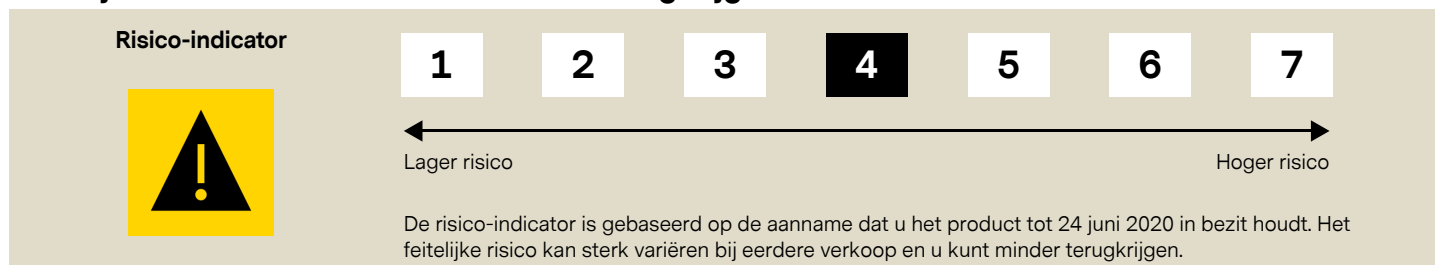 Risico-indicator
1 2 3 4 5 6 7
Lager risico Hoger risico
De risico-indicator is gebaseerd op de aanname dat u het product tot 24 juni 2020 in bezit houdt. Het
feitelijke risico kan sterk variëren bij eerdere verkoop en u kunt minder terugkrijgen.